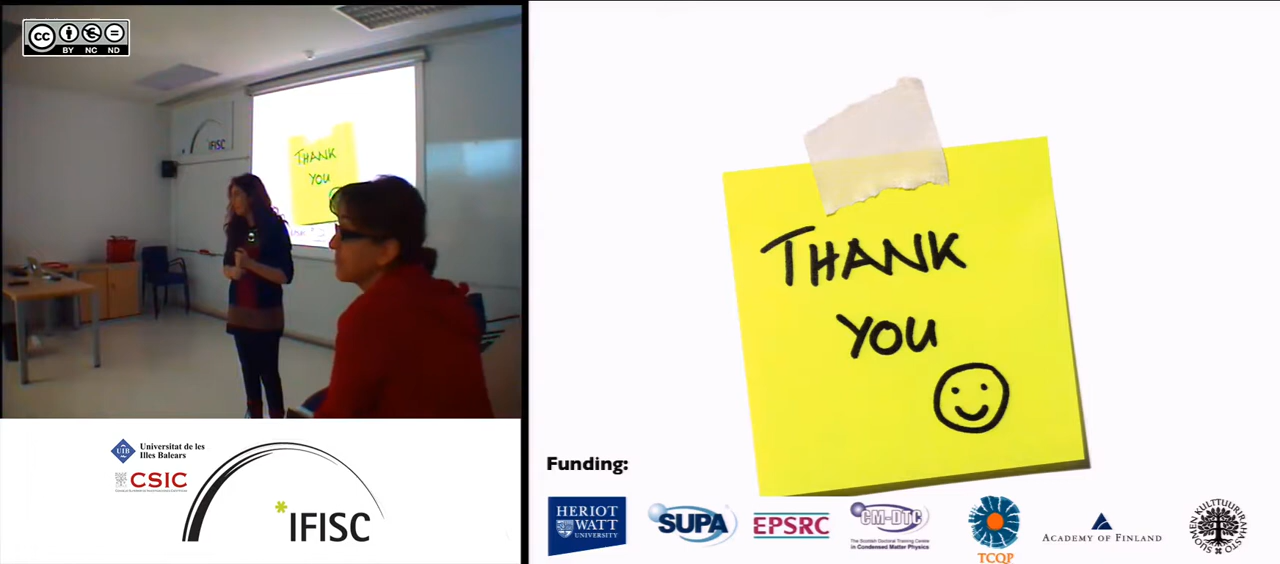 cc
BY NC ND
IFISC
THANK
YOU
Universitat de les
Illes Balears
UIB
CSIC
IFISC
THANK
YOU
Funding:
HERIOT
WATT
UNIVERSITY
SUPA
EPSRC
CM-DTC
The Scottish Doctoral Training Centre
in Condensed Matter Physics
TCQP
ACADEMY OF FINLAND
SUOMEN KULTTUURIRAHASTO